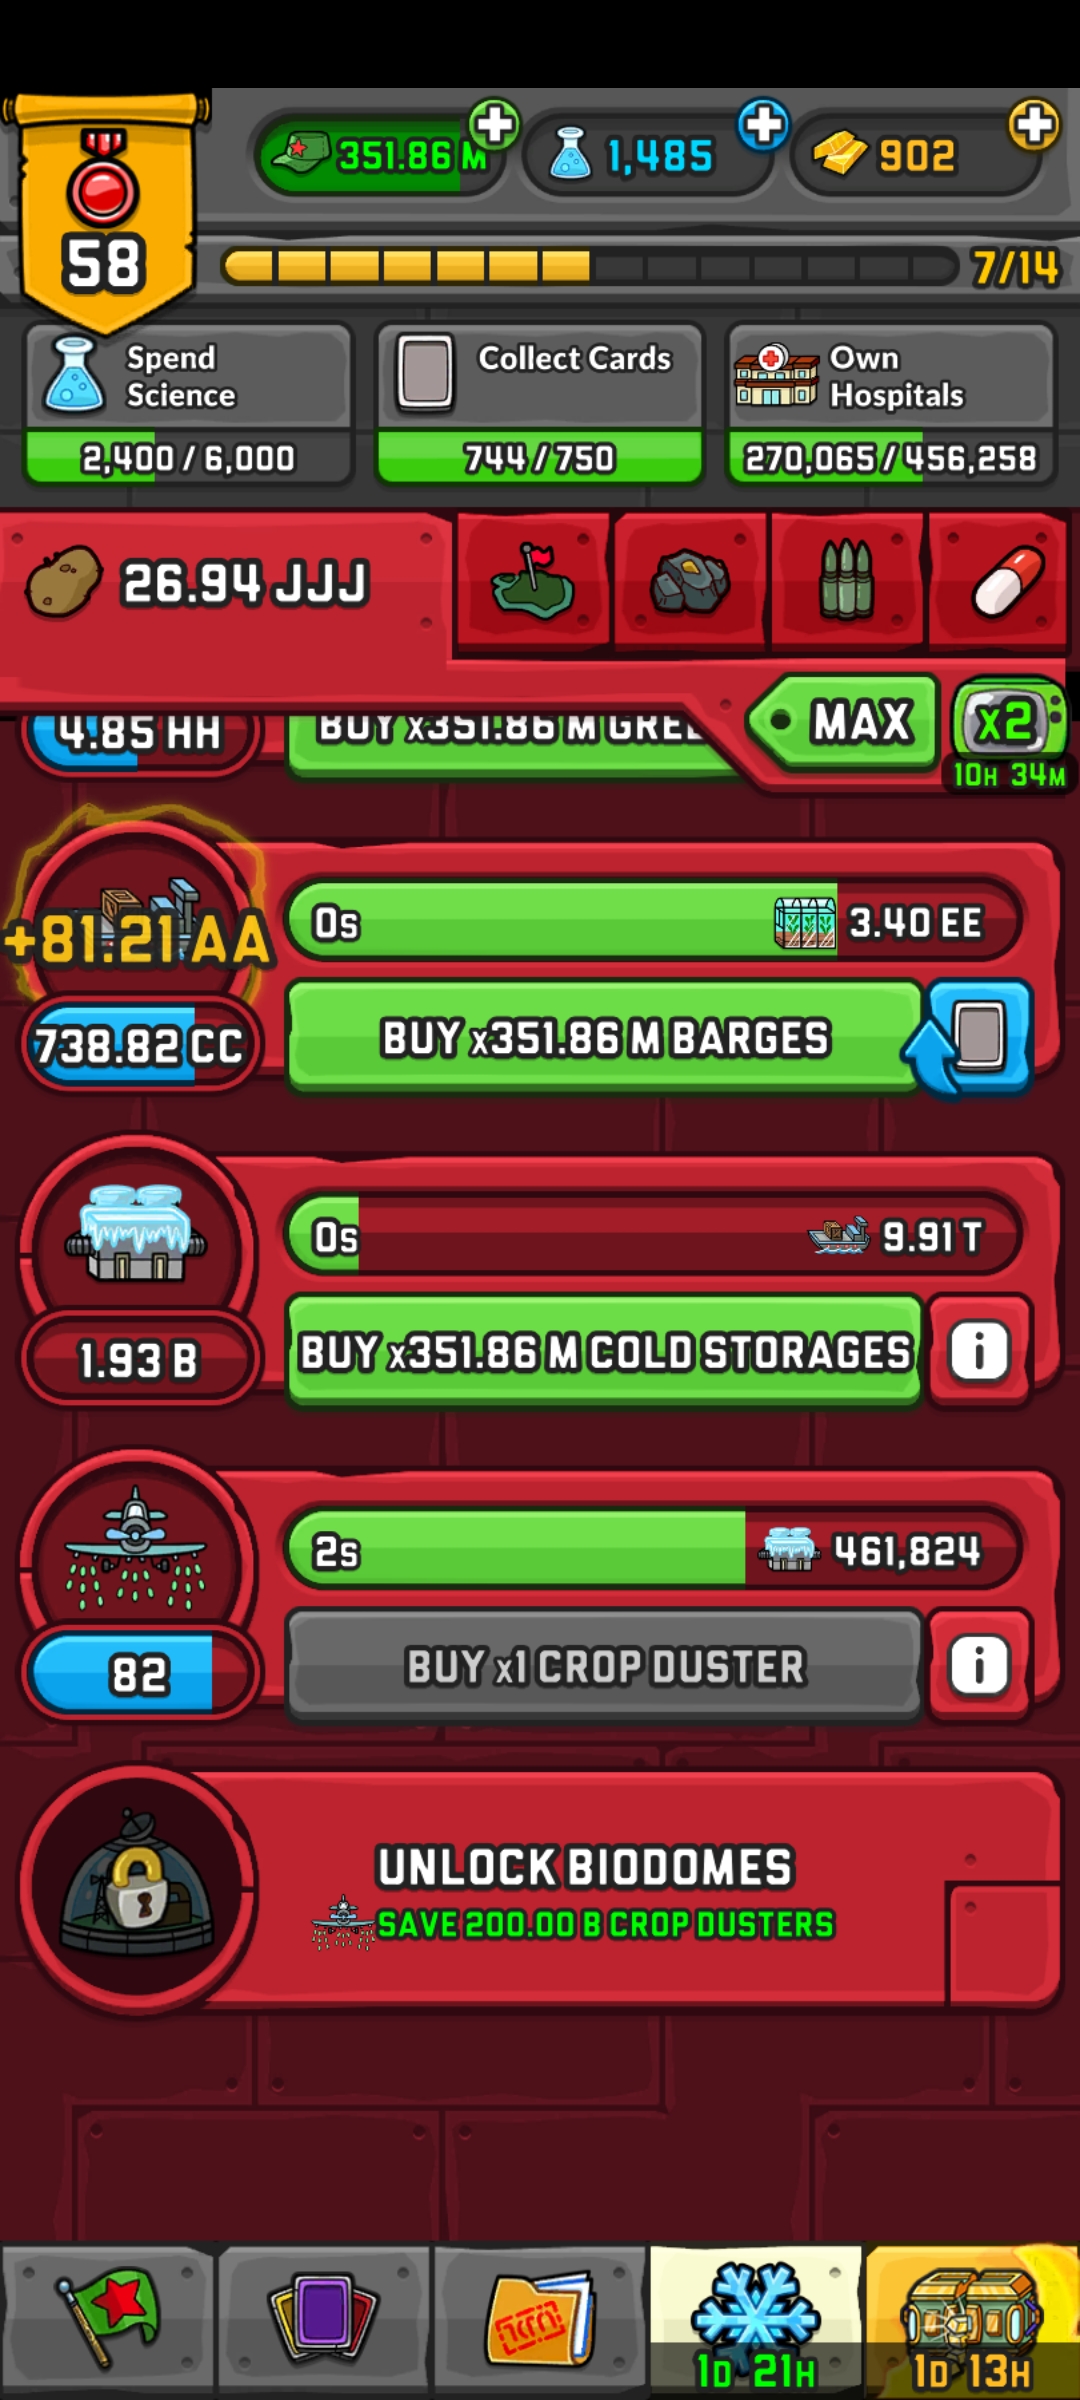 351.86 M
1,485
902
58
7/14
Spend
Science
2,400 / 6,000
Collect Cards
744 / 750
Own
Hospitals
270,065 / 456,258
26.94 JJJ
MAX
x2
10H 34M
4.85 HH
BUY x351.86 M
+81.21 AA
0s
3.40 EE
738.82 CC
BUY x351.86 M BARGES
0s
9.91 T
1.93 B
BUY x351.86 M COLD STORAGES
i
2s
461,824
82
BUY x1 CROP DUSTER
i
UNLOCK BIODOMES
SAVE 200.00 B CROP DUSTERS
1D 21H
1D 13H